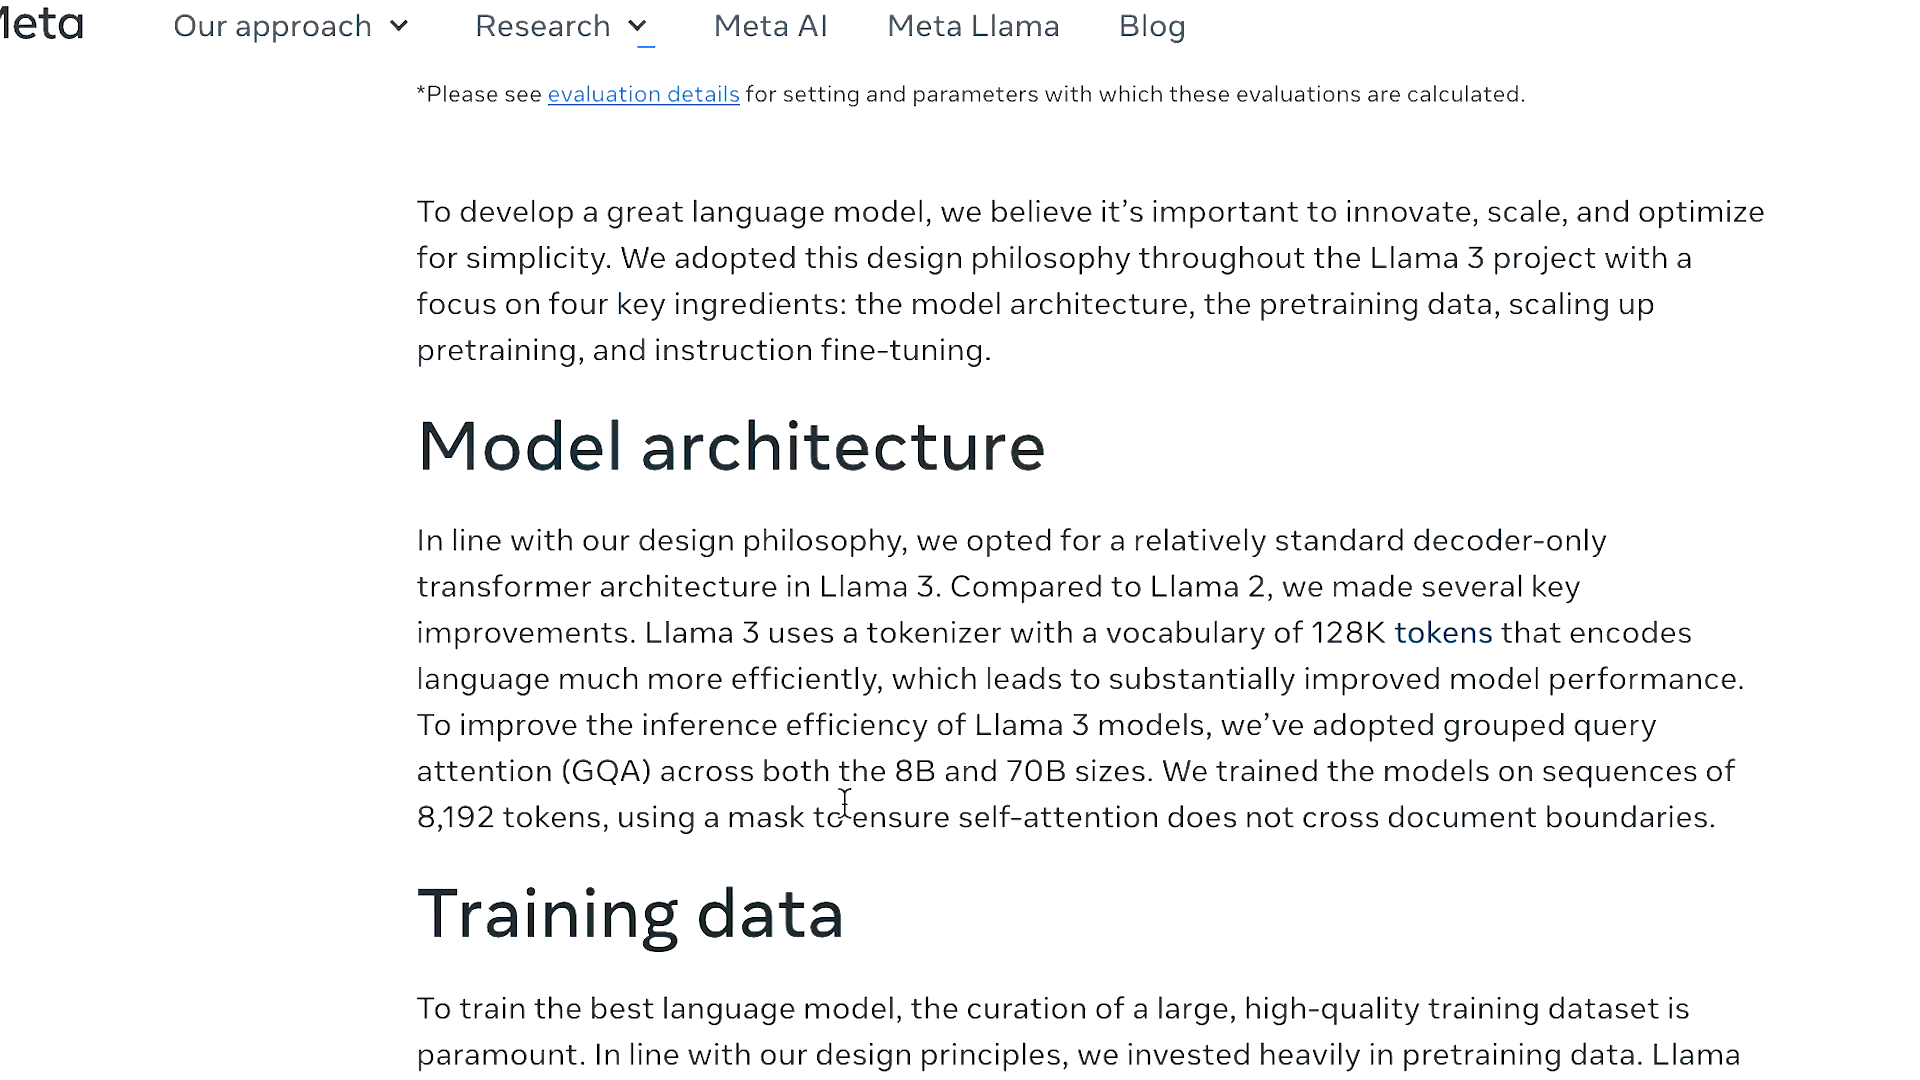 Meta Our approach Research Meta AI Meta Llama Blog
*Please see evaluation details for setting and parameters with which these evaluations are calculated.
To develop a great language model, we believe it’s important to innovate, scale, and optimize
for simplicity. We adopted this design philosophy throughout the Llama 3 project with a
focus on four key ingredients: the model architecture, the pretraining data, scaling up
pretraining, and instruction fine-tuning.
Model architecture
In line with our design philosophy, we opted for a relatively standard decoder-only
transformer architecture in Llama 3. Compared to Llama 2, we made several key
improvements. Llama 3 uses a tokenizer with a vocabulary of 128K tokens that encodes
language much more efficiently, which leads to substantially improved model performance.
To improve the inference efficiency of Llama 3 models, we’ve adopted grouped query
attention (GQA) across both the 8B and 70B sizes. We trained the models on sequences of
8,192 tokens, using a mask to ensure self-attention does not cross document boundaries.
Training data
To train the best language model, the curation of a large, high-quality training dataset is
paramount. In line with our design principles, we invested heavily in pretraining data. Llama